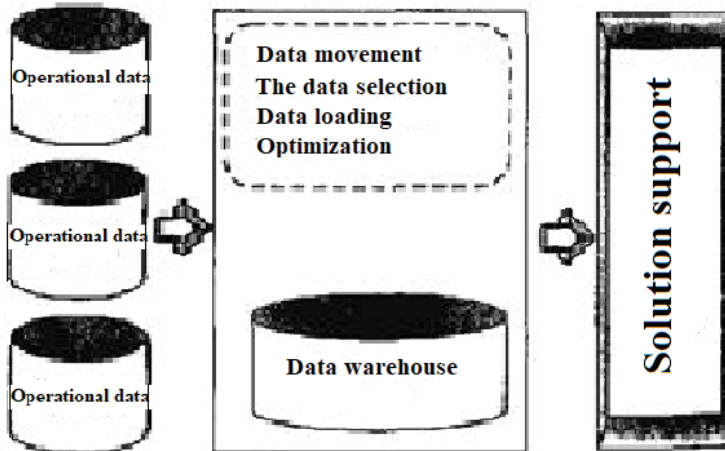 Operational data
Operational data
Operational data
Data movement
The data selection
Data loading
Optimization
Data warehouse
Solution support